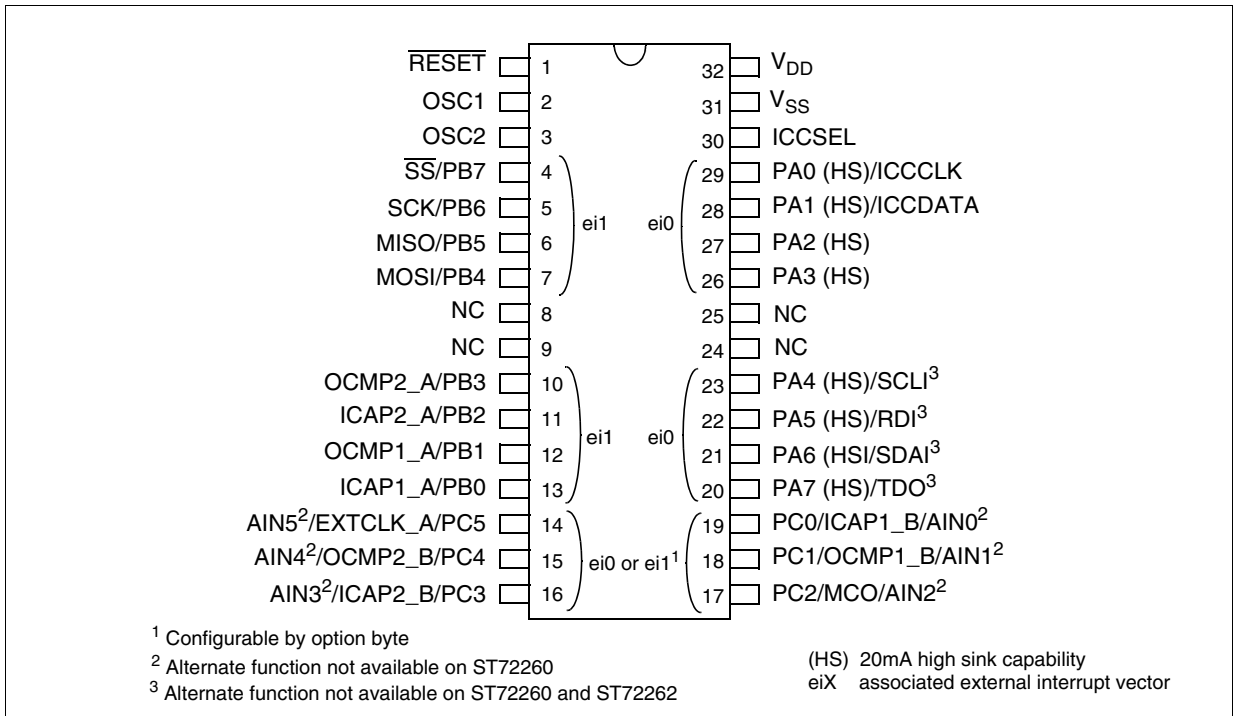 RESET 1 32 VDD
OSC1 2 31 VSS
OSC2 3 30 ICCSEL
SS/PB7 4 29 PA0 (HS)/ICCCLK
SCK/PB6 5 28 PA1 (HS)/ICCDATA
ei1 ei0
MISO/PB5 6 27 PA2 (HS)
MOSI/PB4 7 26 PA3 (HS)
NC 8 25 NC
NC 9 24 NC
OCMP2_A/PB3 10 23 PA4 (HS)/SCLI3
ICAP2_A/PB2 11 22 PA5 (HS)/RDI3
ei1 ei0
OCMP1_A/PB1 12 21 PA6 (HSI/SDAI3
ICAP1_A/PB0 13 20 PA7 (HS)/TDO3
AIN52/EXTCLK_A/PC5 14 19 PC0/ICAP1_B/AIN02
AIN42/OCMP2_B/PC4 15 ei0 or ei11 18 PC1/OCMP1_B/AIN12
AIN32/ICAP2_B/PC3 16 17 PC2/MCO/AIN22
1 Configurable by option byte
2 Alternate function not available on ST72260
3 Alternate function not available on ST72260 and ST72262
(HS) 20mA high sink capability
eiX associated external interrupt vector